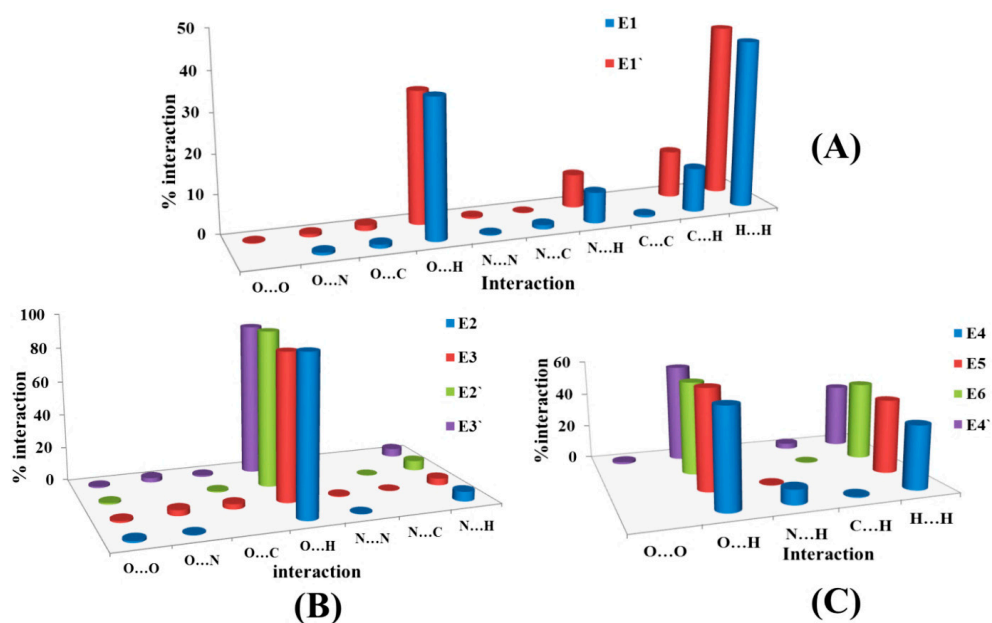 50
40
30
20
10
0
% interaction
E1
E1`
(A)
O…O
O…N
O…C
O…H
N…N
N…C
N…H
C…C
C…H
H…H
Interaction
100
80
60
40
20
0
% interaction
E2
E3
E2`
E3`
O…O
O…N
O…C
O…H
N…N
N…C
N…H
interaction
(B)
60
40
20
0
%interaction
E4
E5
E6
E4`
O…O
O…H
N…H
C…H
H…H
Interaction
(C)